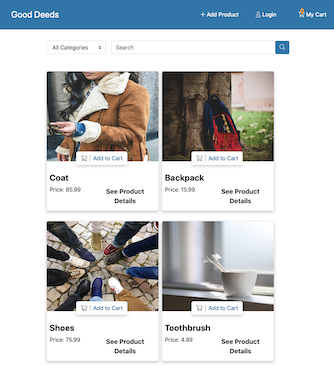 Good Deeds
+ Add Product
Login
My Cart
All Categories
Search
Add to Cart
Add to Cart
Coat
Price: 85.99
See Product
Details
Backpack
Price: 15.99
See Product
Details
Add to Cart
Add to Cart
Shoes
Price: 75.99
See Product
Details
Toothbrush
Price: 4.99
See Product
Details